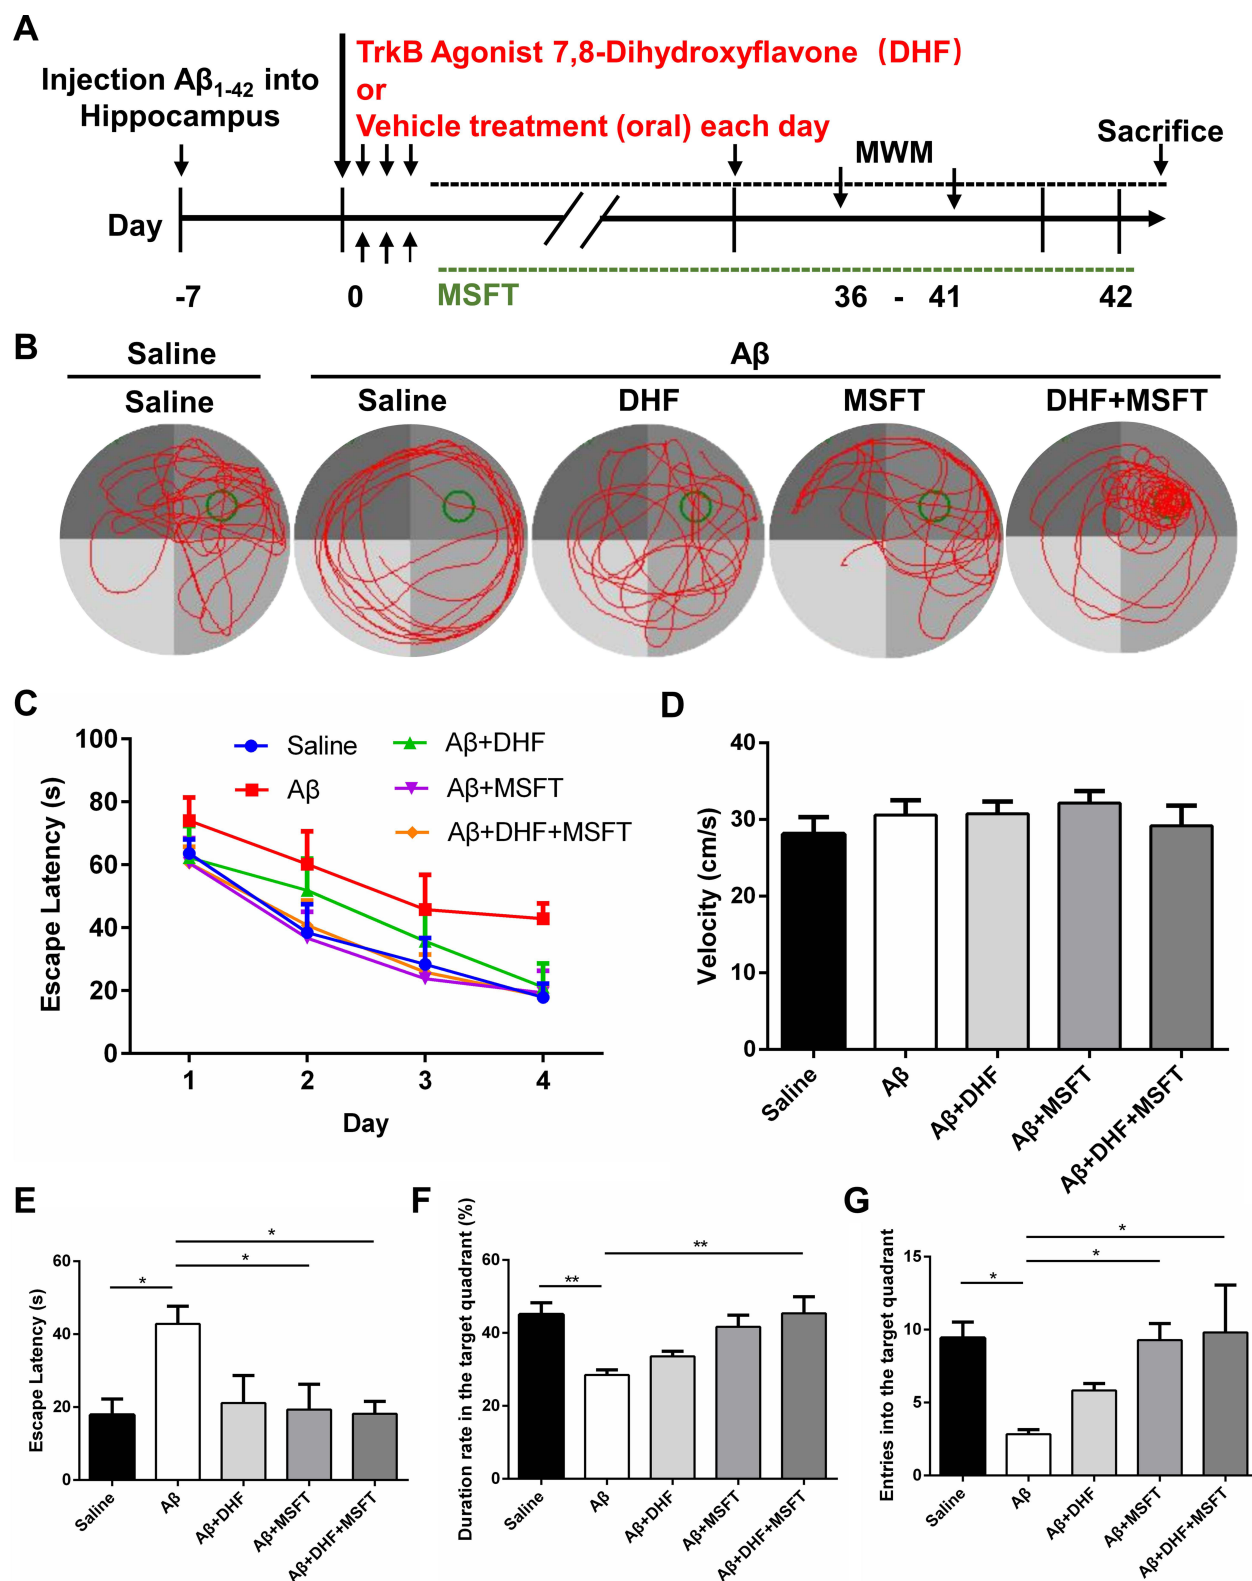 A
TrkB Agonist 7,8-Dihydroxyflavone (DHF)
or
Vehicle treatment (oral) each day
Injection Aβ1-42 into
Hippocampus
MWM
Sacrifice
Day
-7
0
MSFT
36 - 41
42
B
Saline
Aβ
Saline
Saline
DHF
MSFT
DHF+MSFT
C
Escape Latency (s)
100
80
60
40
20
0
Saline
Aβ
Aβ+DHF
Aβ+MSFT
Aβ+DHF+MSFT
1 2 3 4
Day
D
Velocity (cm/s)
40
30
20
10
0
Saline
Aβ
Aβ+DHF
Aβ+MSFT
Aβ+DHF+MSFT
E
Escape Latency (s)
60
40
20
0
*
*
*
Saline
Aβ
Aβ+DHF
Aβ+MSFT
Aβ+DHF+MSFT
F
Duration rate in the target quadrant (%)
60
40
20
0
**
**
Saline
Aβ
Aβ+DHF
Aβ+MSFT
Aβ+DHF+MSFT
G
Entries into the target quadrant
15
10
5
0
*
*
*
Saline
Aβ
Aβ+DHF
Aβ+MSFT
Aβ+DHF+MSFT